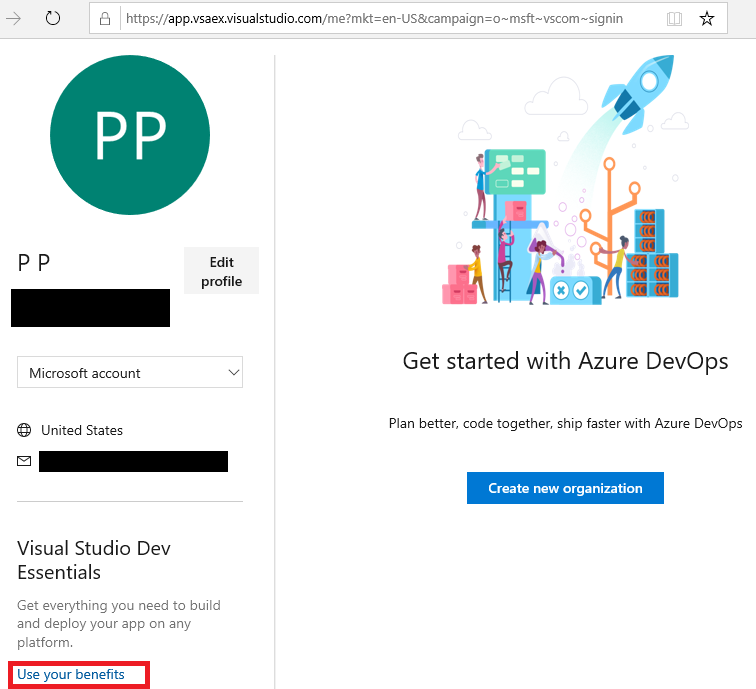 https://app.vsaex.visualstudio.com/me?mkt=en-US&campaign=o~msft~vscom~signin
PP
P P
Edit
profile
Microsoft account
United States
Visual Studio Dev
Essentials
Get everything you need to build
and deploy your app on any
platform.
Use your benefits
Get started with Azure DevOps
Plan better, code together, ship faster with Azure DevOps
Create new organization